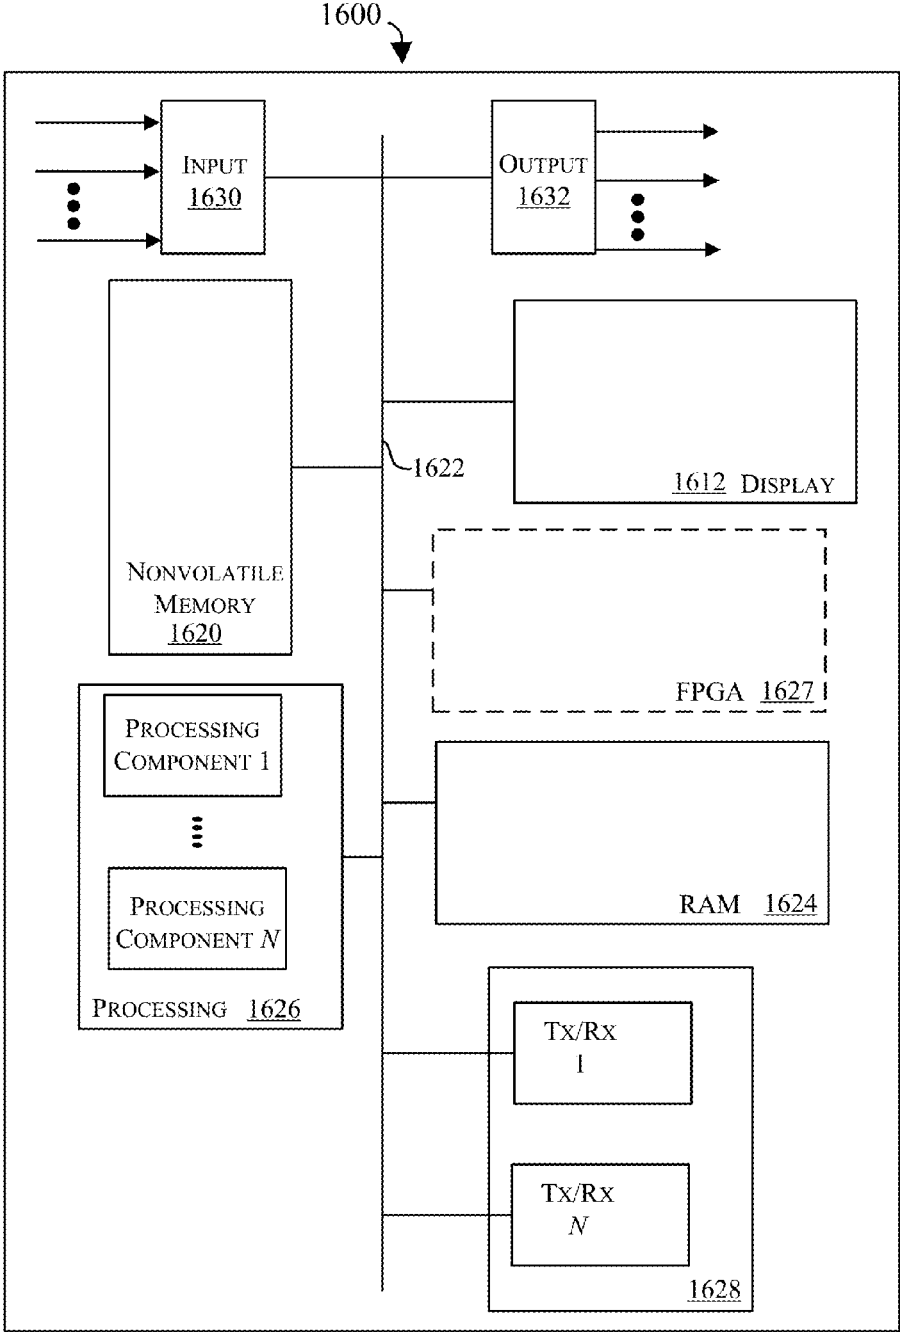 1600
INPUT
1630
OUTPUT
1632
1622
1612 DISPLAY
NONVOLATILE
MEMORY
1620
FPGA 1627
PROCESSING
COMPONENT 1
PROCESSING
COMPONENT N
PROCESSING 1626
RAM 1624
TX/RX
1
TX/RX
N
1628